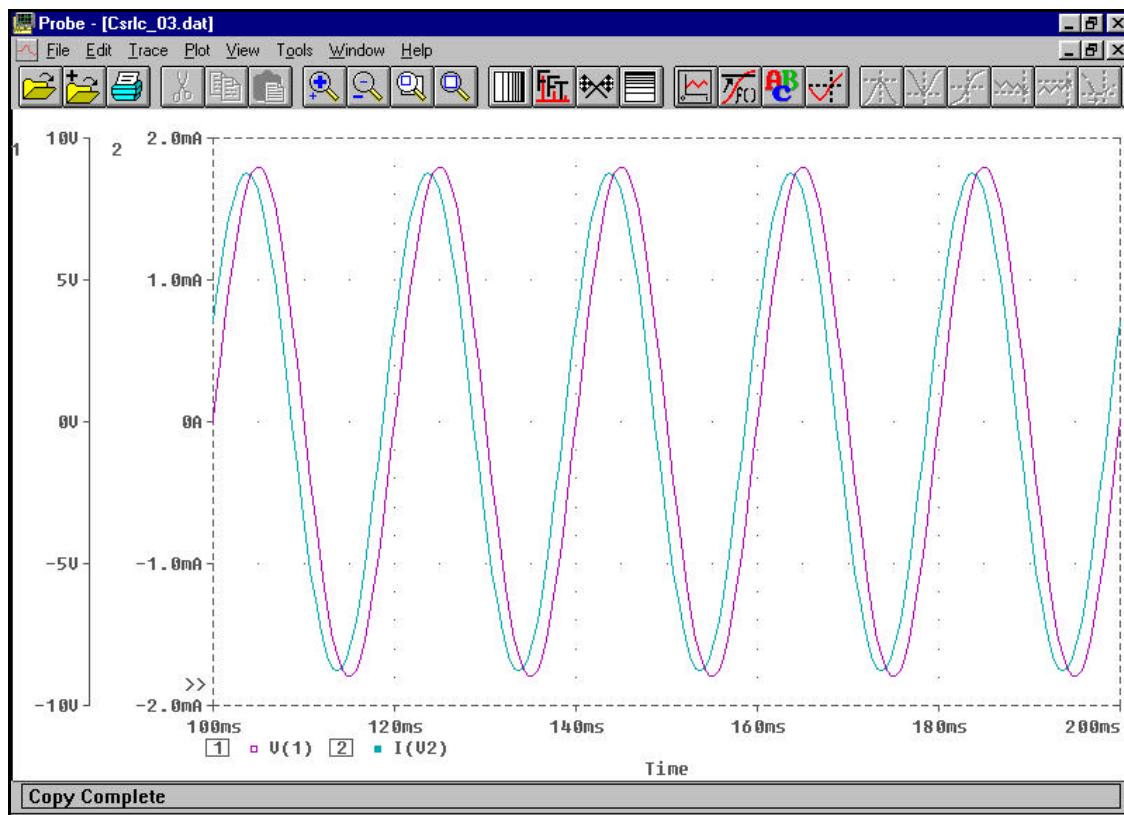 Probe - [Csrlc_03.dat]
File Edit Trace Plot View Tools Window Help
FFT f() ABC
1 10V 2 2.0mA
5V 1.0mA
0V 0A
-5V -1.0mA
>>
-10V -2.0mA
100ms 120ms 140ms 160ms 180ms 200ms
1 V(1) 2 I(V2)
Time
Copy Complete